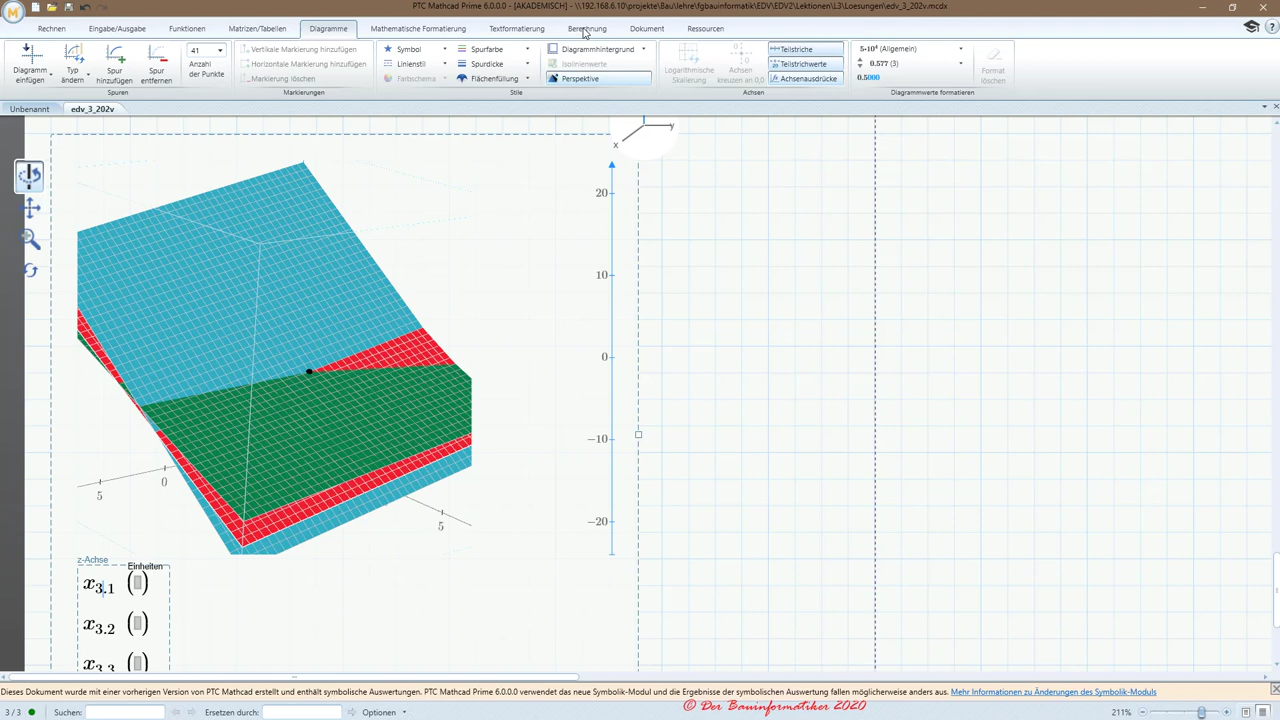 PTC Mathcad Prime 6.0.0.0 - [AKADEMISCH] - \\192.168.6.10\projekte\Bau\lehre\fgbauinformatik\EDV\EDV2\Lektionen\L3\Loesungen\edv_3_202v.mcdx
Rechnen Eingabe/Ausgabe Funktionen Matrizen/Tabellen Diagramme Mathematische Formatierung Textformatierung Berechnung Dokument Ressourcen
Diagramm einfügen
Typ ändern
Spur hinzufügen
Spur entfernen
41
Anzahl der Punkte
Spuren
Vertikale Markierung hinzufügen
Horizontale Markierung hinzufügen
Markierung löschen
Markierungen
Symbol
Linienstil
Farbschema
Spurfarbe
Spurdicke
Flächenfüllung
Diagrammhintergrund
Isolinienwerte
Perspektive
Stile
Logarithmische Skalierung
Achsen kreuzen an 0,0
Teilstriche
Teilstrichwerte
Achsenausdrücke
Achsen
5•10⁴ (Allgemein)
0.577 (3)
0.5000
Format löschen
Diagrammwerte formatieren
Unbenannt edv_3_202v
x y
20
10
0
−10
−20
5 0
5
z-Achse
Einheiten
x3.1 ( )
x3.2 ( )
x3.3 ( )
Dieses Dokument wurde mit einer vorherigen Version von PTC Mathcad erstellt und enthält symbolische Auswertungen. PTC Mathcad Prime 6.0.0.0 verwendet das neue Symbolik-Modul und die Ergebnisse der symbolischen Auswertung fallen möglicherweise anders aus. Mehr Informationen zu Änderungen des Symbolik-Moduls
3 / 3 Suchen: Ersetzen durch: Optionen 211%
© Der Bauinformatiker 2020